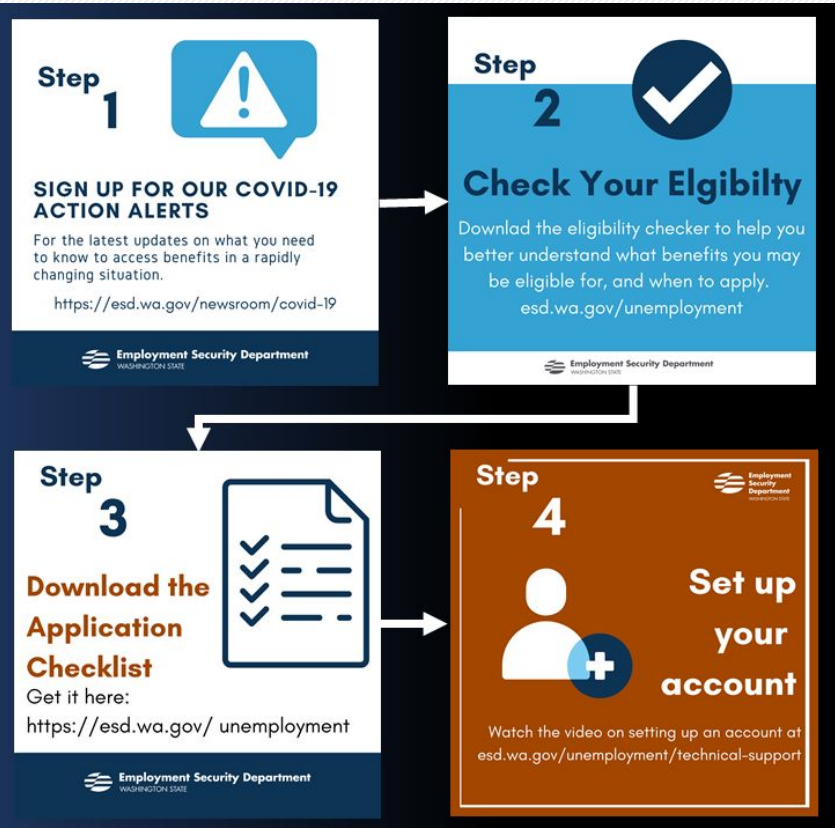 Step
1
SIGN UP FOR OUR COVID-19
ACTION ALERTS
For the latest updates on what you need
to know to access benefits in a rapidly
changing situation.
https://esd.wa.gov/newsroom/covid-19
Employment Security Department
WASHINGTON STATE
Step
2
Check Your Elgibilty
Downlad the eligibility checker to help you
better understand what benefits you may
be eligible for, and when to apply.
esd.wa.gov/unemployment
Employment Security Department
WASHINGTON STATE
Step
3
Download the
Application
Checklist
Get it here:
https://esd.wa.gov/ unemployment
Employment Security Department
WASHINGTON STATE
Step
4
Employment
Security
Department
WASHINGTON STATE
Set up
your
account
Watch the video on setting up an account at
esd.wa.gov/unemployment/technical-support